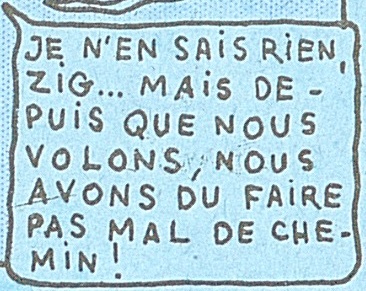 JE N'EN SAiS RiEN,
ZiG... MAiS DE-
PUiS QUE NOUS
VOLONS, NOUS
AVONS DU FAiRE
PAS MAL DE CHE-
MiN!